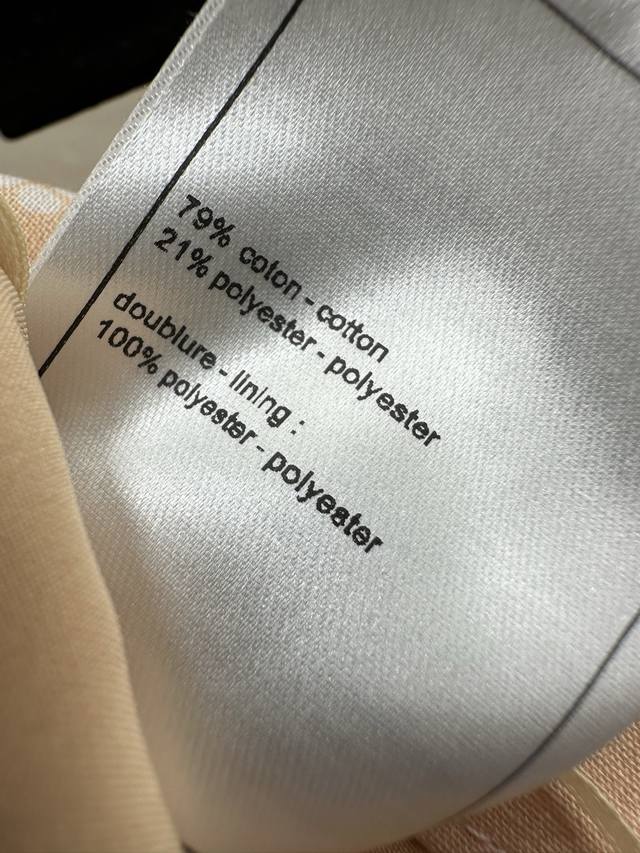 79% coton - cotton
21% polyester - polyester
doublure - lining :
100% polyester - polyester